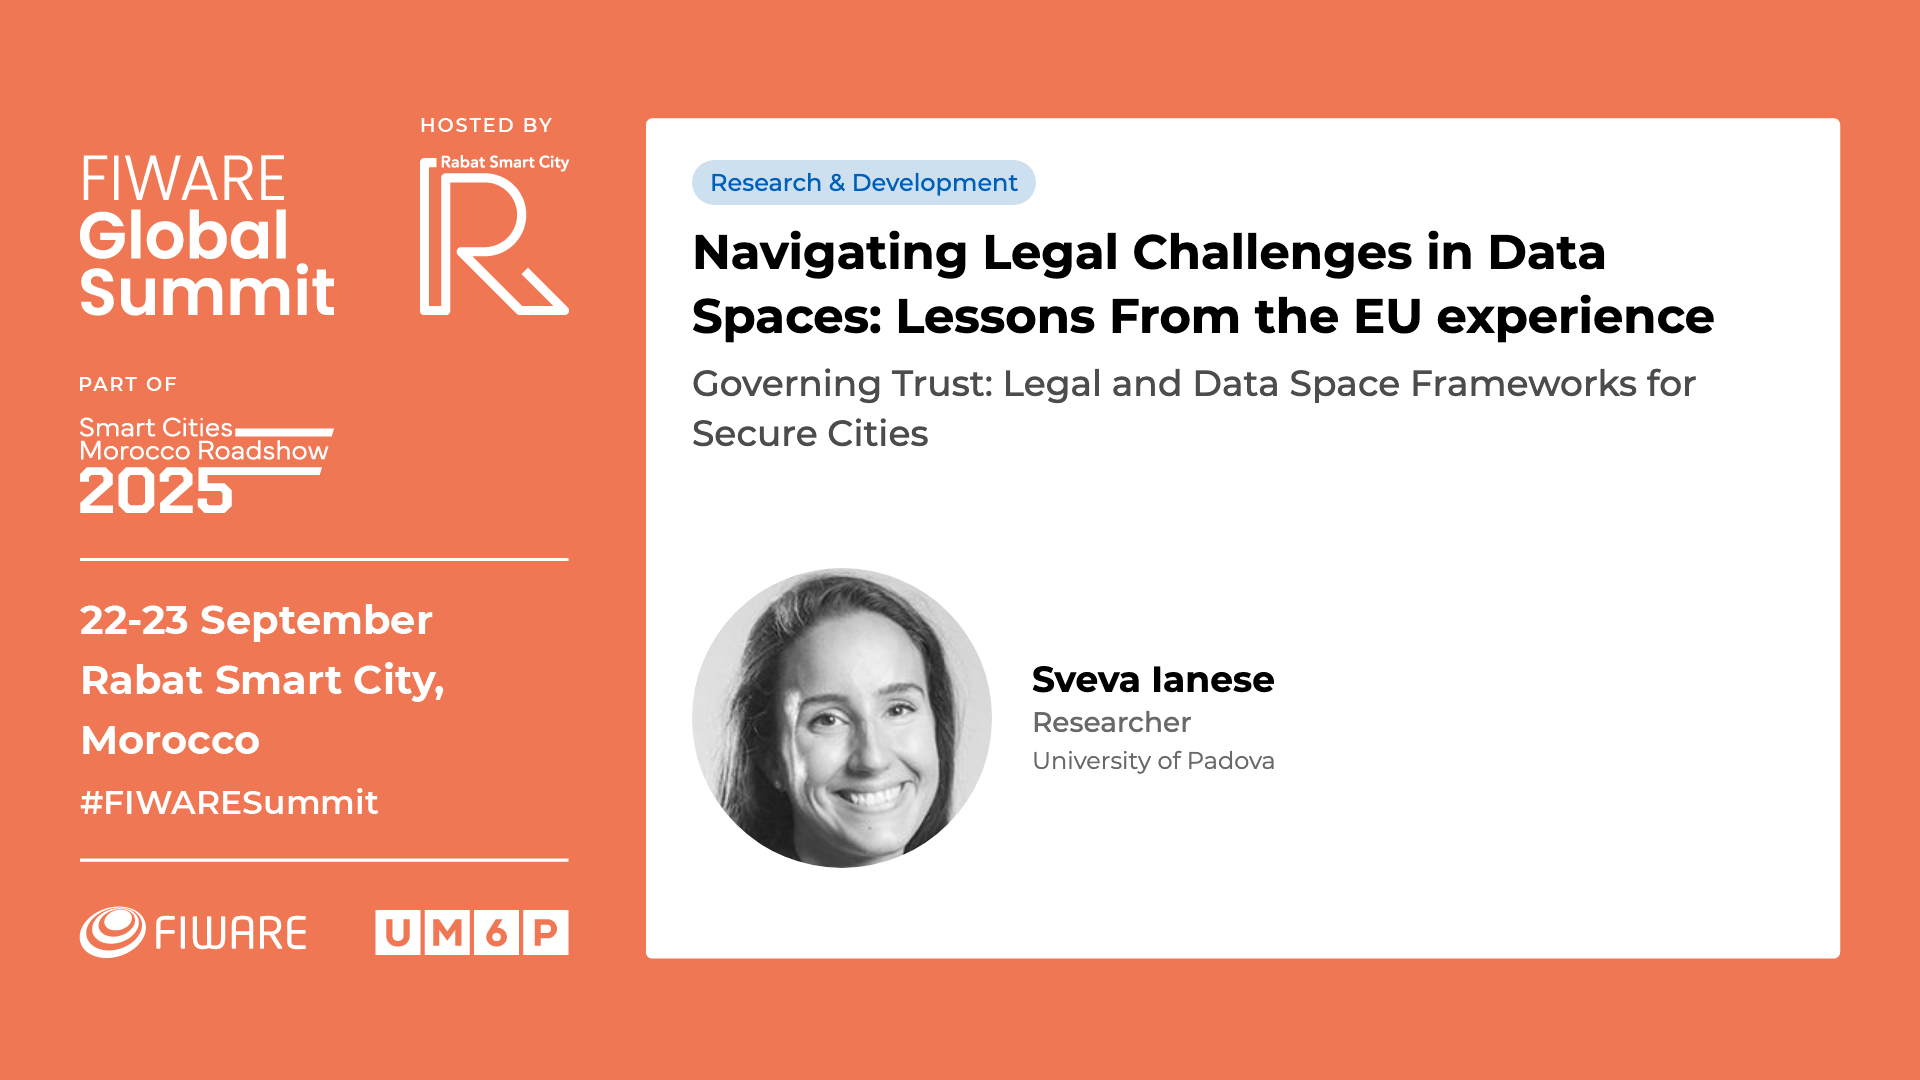 FIWARE
Global
Summit
HOSTED BY
Rabat Smart City
R
PART OF
Smart Cities
Morocco Roadshow
2025
22-23 September
Rabat Smart City,
Morocco
#FIWARESummit
FIWARE
UM6P
Research & Development
Navigating Legal Challenges in Data
Spaces: Lessons From the EU experience
Governing Trust: Legal and Data Space Frameworks for
Secure Cities
Sveva Ianese
Researcher
University of Padova